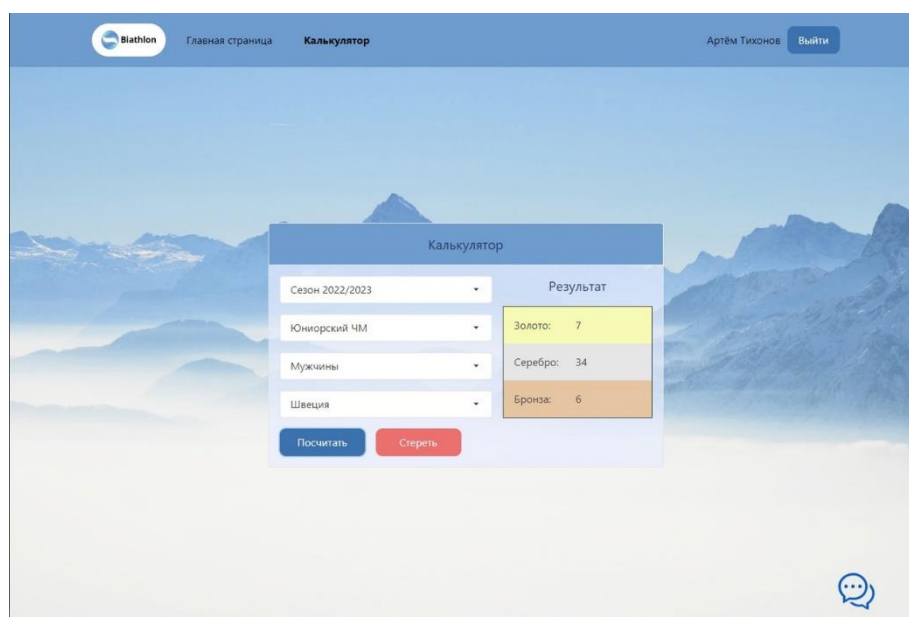 Biathlon Главная страница Калькулятор Артём Тихонов Выйти
Калькулятор
Сезон 2022/2023
Юниорский ЧМ
Мужчины
Швеция
Посчитать Стереть
Результат
Золото: 7
Серебро: 34
Бронза: 6